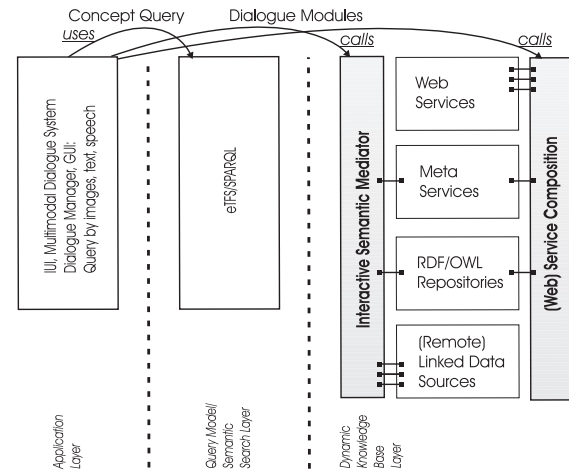 Concept Query
Dialogue Modules
uses
calls
calls
IUI, Multimodal Dialogue System
Dialogue Manager, GUI:
Query by images, text, speech
eTFS/SPARQL
Interactive Semantic Mediator
Web
Services
Meta
Services
RDF/OWL
Repositories
(Remote)
Linked Data
Sources
(Web) Service Composition
Application
Layer
Query Model/
Semantic
Search Layer
Dynamic
Knowledge
Base
Layer